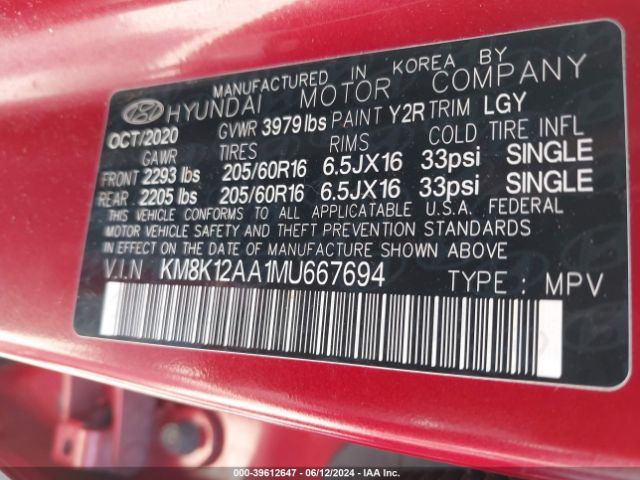 MANUFACTURED IN KOREA BY
HYUNDAI MOTOR COMPANY
OCT/2020 GVWR 3979 lbs PAINT Y2R TRIM LGY
GAWR TIRES RIMS COLD TIRE INFL
FRONT 2293 lbs 205/60R16 6.5JX16 33psi SINGLE
REAR 2205 lbs 205/60R16 6.5JX16 33psi SINGLE
THIS VEHICLE CONFORMS TO ALL APPLICATABLE U.S.A. FEDERAL
MOTOR VEHICLE SAFETY AND THEFT PREVENTION STANDARDS
IN EFFECT ON THE DATE OF MANUFACTURE SHOWN ABOVE
V.I.N KM8K12AA1MU667694 TYPE : MPV
000-39612647 - 06/12/2024 - IAA Inc.